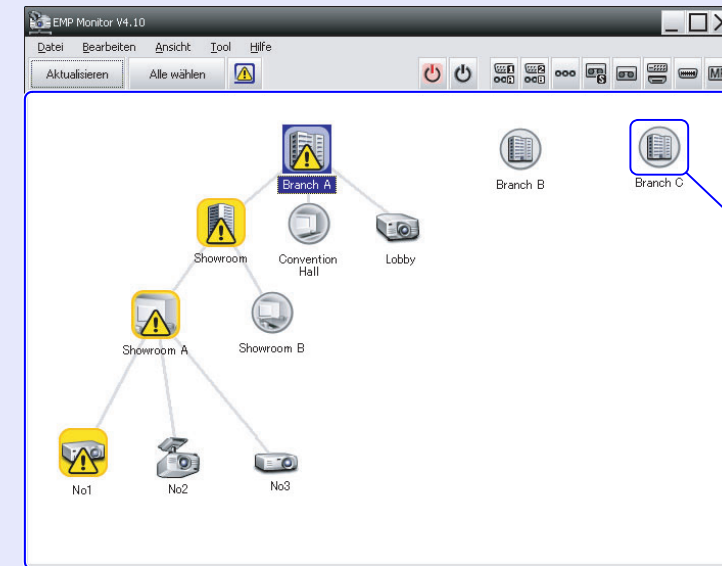 EMP Monitor V4.10
Datei Bearbeiten Ansicht Tool Hilfe
Aktualisieren Alle wählen
Branch A Branch B Branch C
Showroom Convention Hall Lobby
Showroom A Showroom B
No1 No2 No3